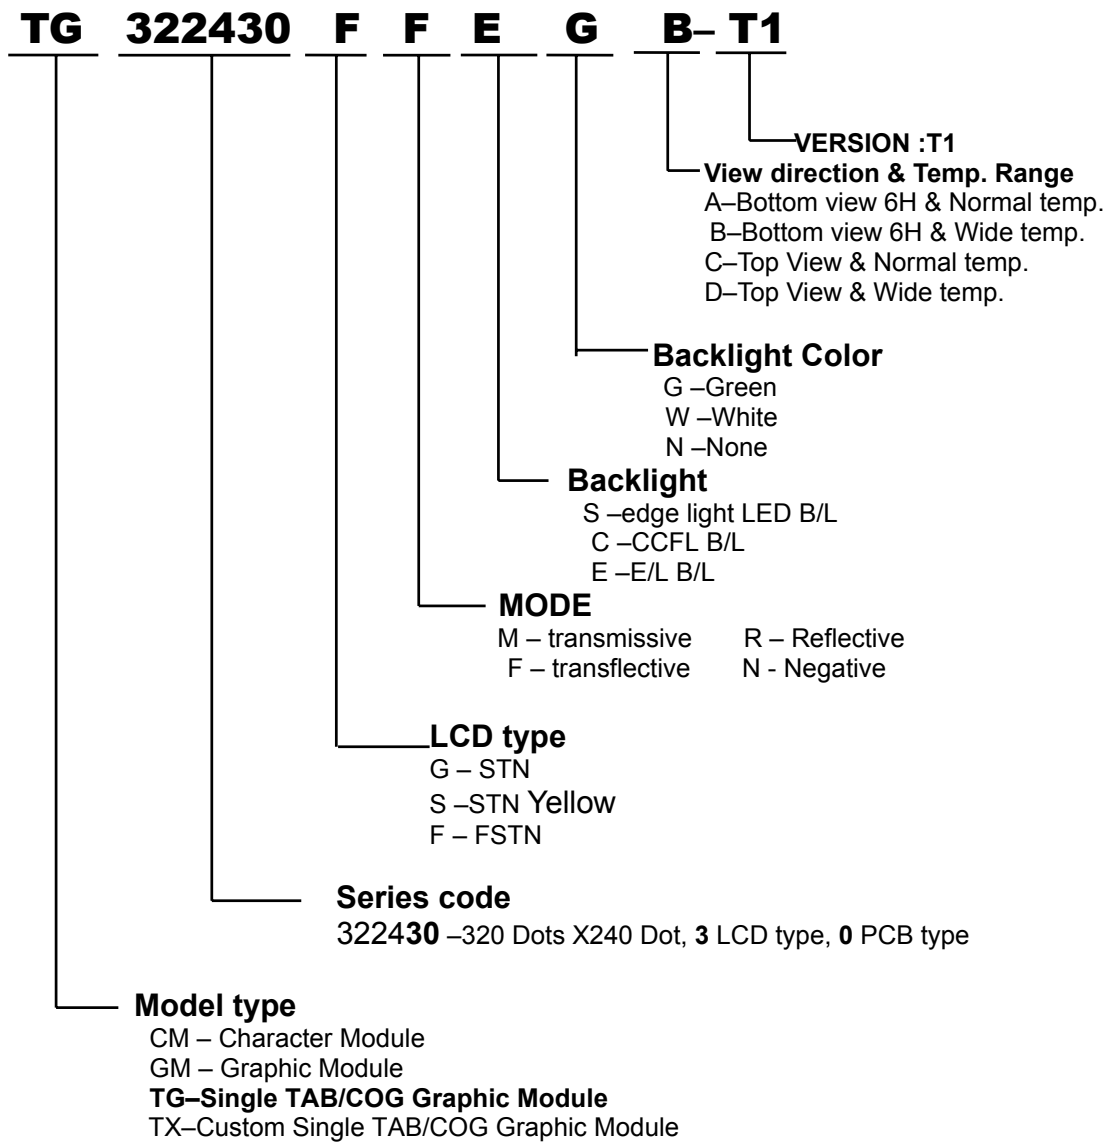 TG 322430 F F E G B– T1
VERSION :T1
View direction & Temp. Range
A–Bottom view 6H & Normal temp.
B–Bottom view 6H & Wide temp.
C–Top View & Normal temp.
D–Top View & Wide temp.
Backlight Color
G –Green
W –White
N –None
Backlight
S –edge light LED B/L
C –CCFL B/L
E –E/L B/L
MODE
M – transmissive R – Reflective
F – transflective N - Negative
LCD type
G – STN
S –STN Yellow
F – FSTN
Series code
322430 –320 Dots X240 Dot, 3 LCD type, 0 PCB type
Model type
CM – Character Module
GM – Graphic Module
TG–Single TAB/COG Graphic Module
TX–Custom Single TAB/COG Graphic Module